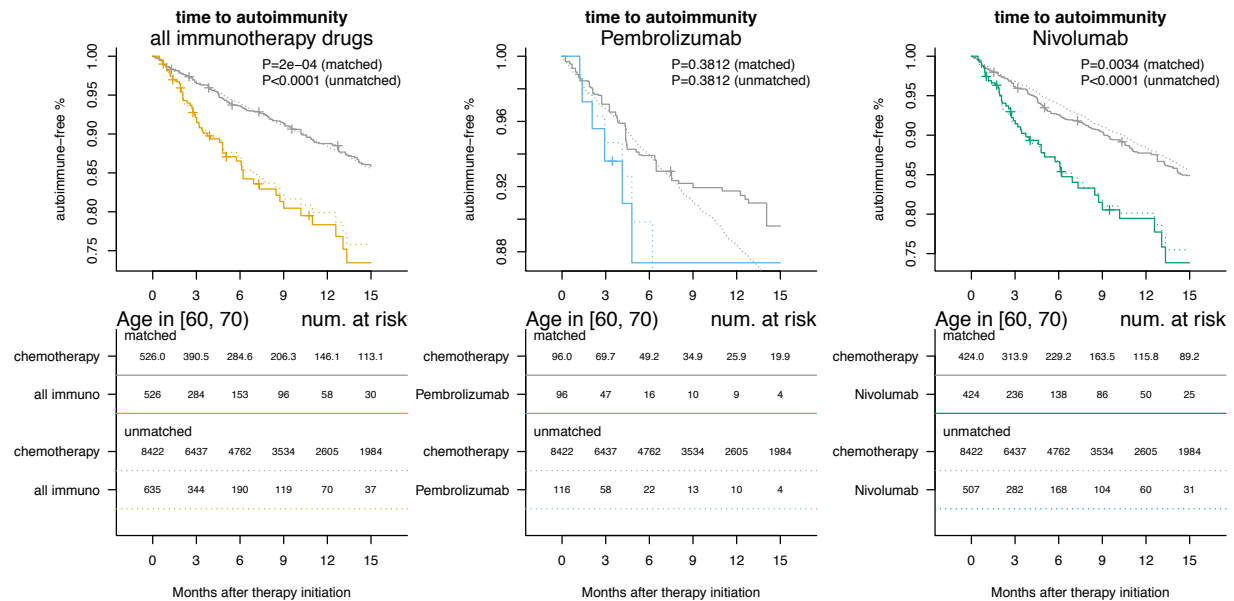 time to autoimmunity
all immunotherapy drugs
P=2e−04 (matched)
P<0.0001 (unmatched)
autoimmune−free %
1.00
0.95
0.90
0.85
0.80
0.75
0 3 6 9 12 15
time to autoimmunity
Pembrolizumab
P=0.3812 (matched)
P=0.3812 (unmatched)
autoimmune−free %
1.00
0.96
0.92
0.88
0 3 6 9 12 15
time to autoimmunity
Nivolumab
P=0.0034 (matched)
P<0.0001 (unmatched)
autoimmune−free %
1.00
0.95
0.90
0.85
0.80
0.75
0 3 6 9 12 15
Age in [60, 70) num. at risk
matched
chemotherapy 526.0 390.5 284.6 206.3 146.1 113.1
all immuno 526 284 153 96 58 30
unmatched
chemotherapy 8422 6437 4762 3534 2605 1984
all immuno 635 344 190 119 70 37
0 3 6 9 12 15
Months after therapy initiation
Age in [60, 70) num. at risk
matched
chemotherapy 96.0 69.7 49.2 34.9 25.9 19.9
Pembrolizumab 96 47 16 10 9 4
unmatched
chemotherapy 8422 6437 4762 3534 2605 1984
Pembrolizumab 116 58 22 13 10 4
0 3 6 9 12 15
Months after therapy initiation
Age in [60, 70) num. at risk
matched
chemotherapy 424.0 313.9 229.2 163.5 115.8 89.2
Nivolumab 424 236 138 86 50 25
unmatched
chemotherapy 8422 6437 4762 3534 2605 1984
Nivolumab 507 282 168 104 60 31
0 3 6 9 12 15
Months after therapy initiation